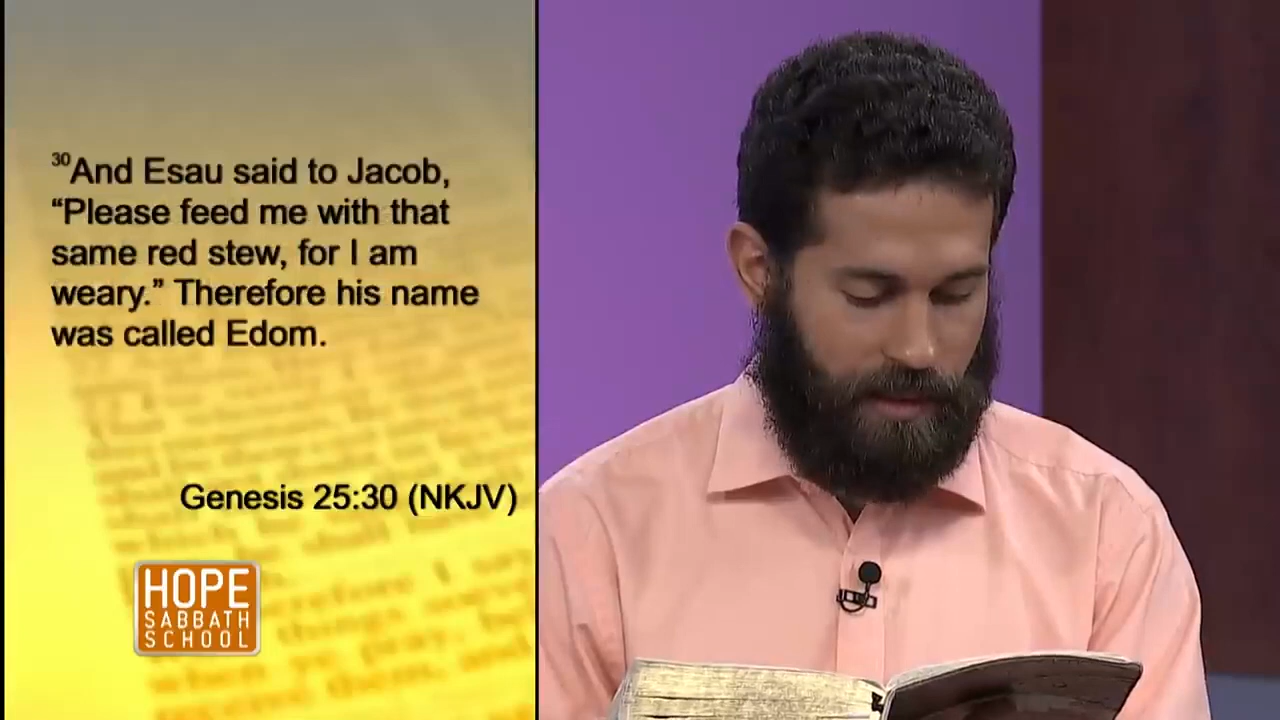 ³⁰And Esau said to Jacob,
“Please feed me with that
same red stew, for I am
weary.” Therefore his name
was called Edom.
Genesis 25:30 (NKJV)
HOPE
SABBATH
SCHOOL